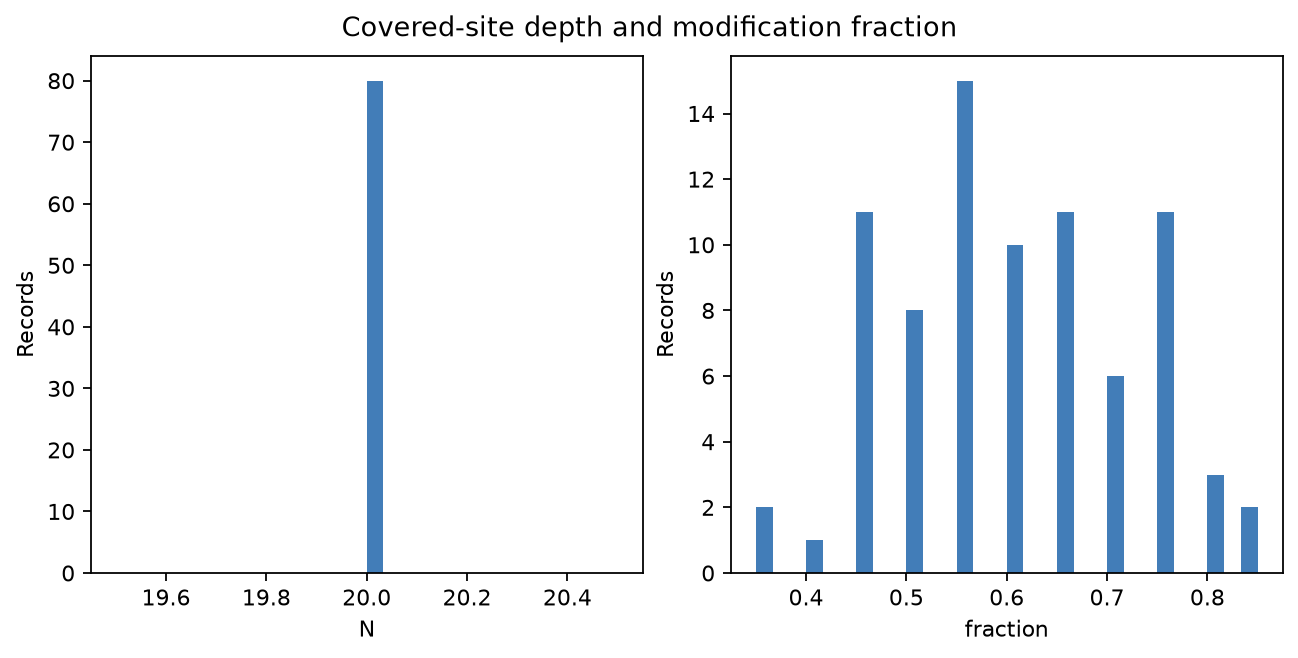 Covered-site depth and modification fraction
80
70
60
50
40
30
20
10
0
Records
19.6 19.8 20.0 20.2 20.4
N
14
12
10
8
6
4
2
0
Records
0.4 0.5 0.6 0.7 0.8
fraction